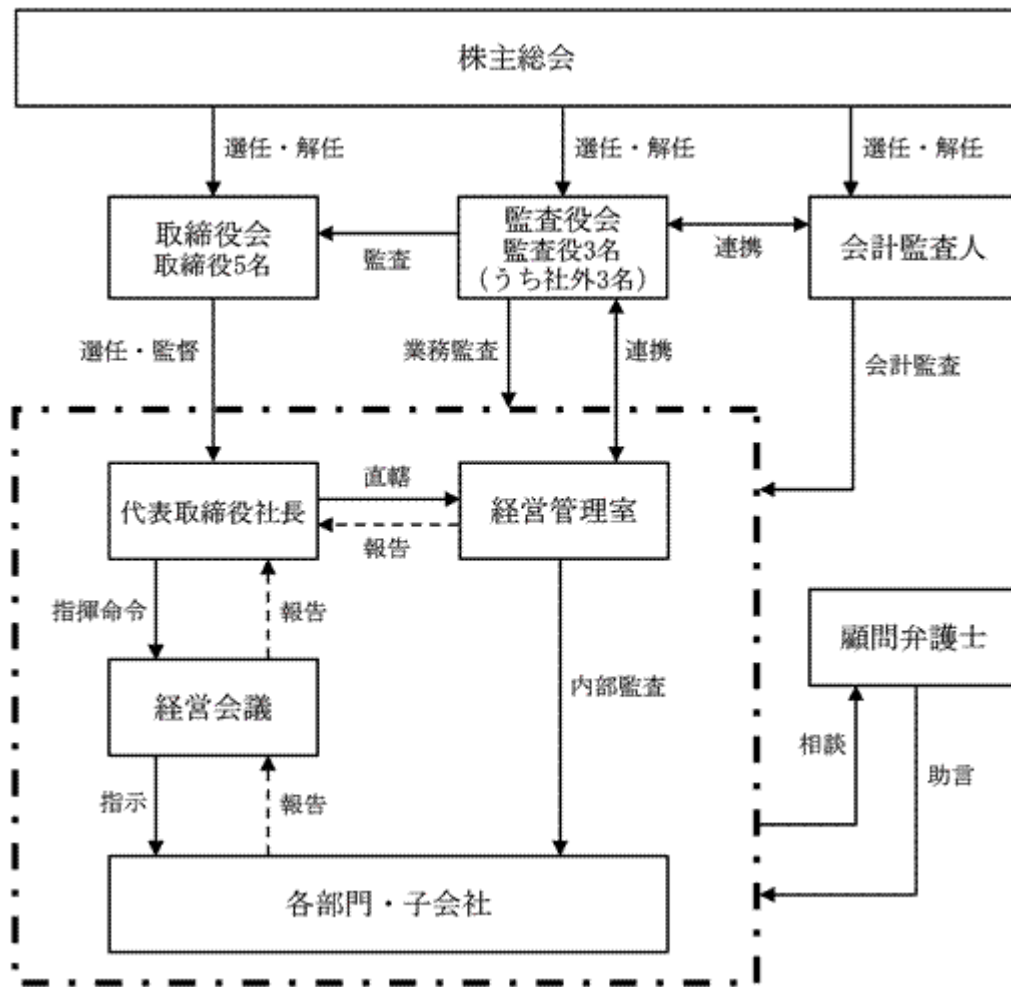 株主総会
選任・解任
選任・解任
選任・解任
取締役会
取締役5名
監査
監査役会
監査役3名
(うち社外3名)
連携
会計監査人
選任・監督
業務監査
連携
会計監査
代表取締役社長
直轄
報告
経営管理室
指揮命令
報告
内部監査
顧問弁護士
経営会議
相談
助言
指示
報告
各部門・子会社